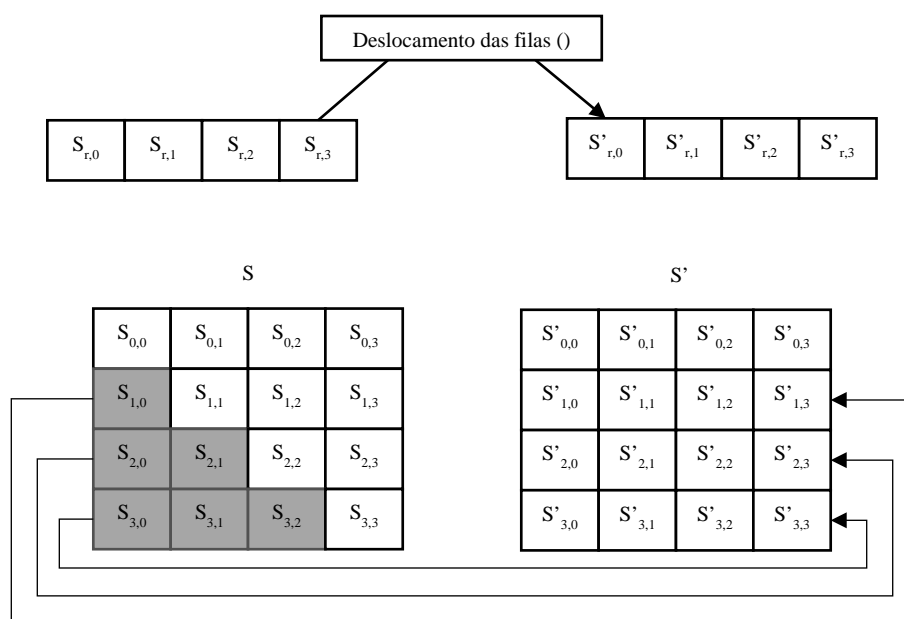 Deslocamento das filas ()
S r,0 S r,1 S r,2 S r,3
S' r,0 S' r,1 S' r,2 S' r,3
S
S’
S 0,0 S 0,1 S 0,2 S 0,3
S 1,0 S 1,1 S 1,2 S 1,3
S 2,0 S 2,1 S 2,2 S 2,3
S 3,0 S 3,1 S 3,2 S 3,3
S’ 0,0 S’ 0,1 S’ 0,2 S’ 0,3
S’ 1,0 S’ 1,1 S’ 1,2 S’ 1,3
S’ 2,0 S’ 2,1 S’ 2,2 S’ 2,3
S’ 3,0 S’ 3,1 S’ 3,2 S’ 3,3